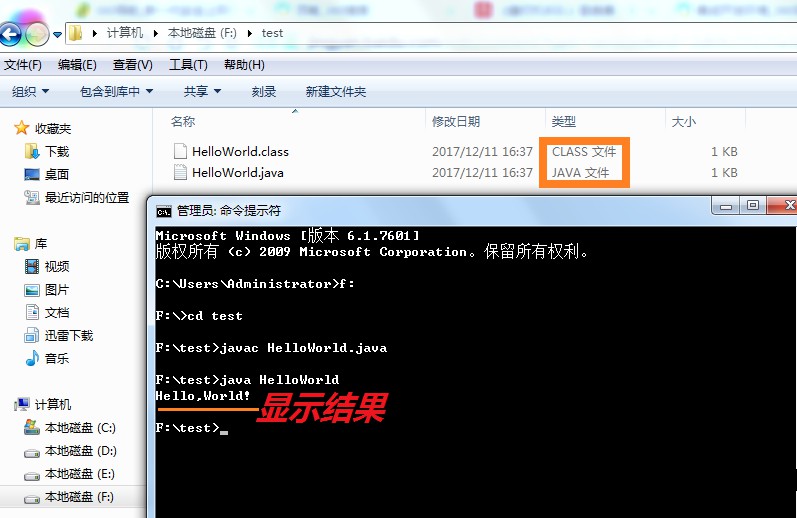 计算机 ▸ 本地磁盘 (F:) ▸ test
文件(F) 编辑(E) 查看(V) 工具(T) 帮助(H)
组织 包含到库中 共享 刻录 新建文件夹
名称 修改日期 类型 大小
HelloWorld.class 2017/12/11 16:37 CLASS 文件 1 KB
HelloWorld.java 2017/12/11 16:37 JAVA 文件 1 KB
收藏夹
下载
桌面
最近访问的位置
库
视频
图片
文档
迅雷下载
音乐
计算机
本地磁盘 (C:)
本地磁盘 (D:)
本地磁盘 (E:)
本地磁盘 (F:)
管理员: 命令提示符
Microsoft Windows [版本 6.1.7601]
版权所有 (c) 2009 Microsoft Corporation。保留所有权利。
C:\Users\Administrator>f:
F:\>cd test
F:\test>javac HelloWorld.java
F:\test>java HelloWorld
Hello,World!
显示结果
F:\test>_